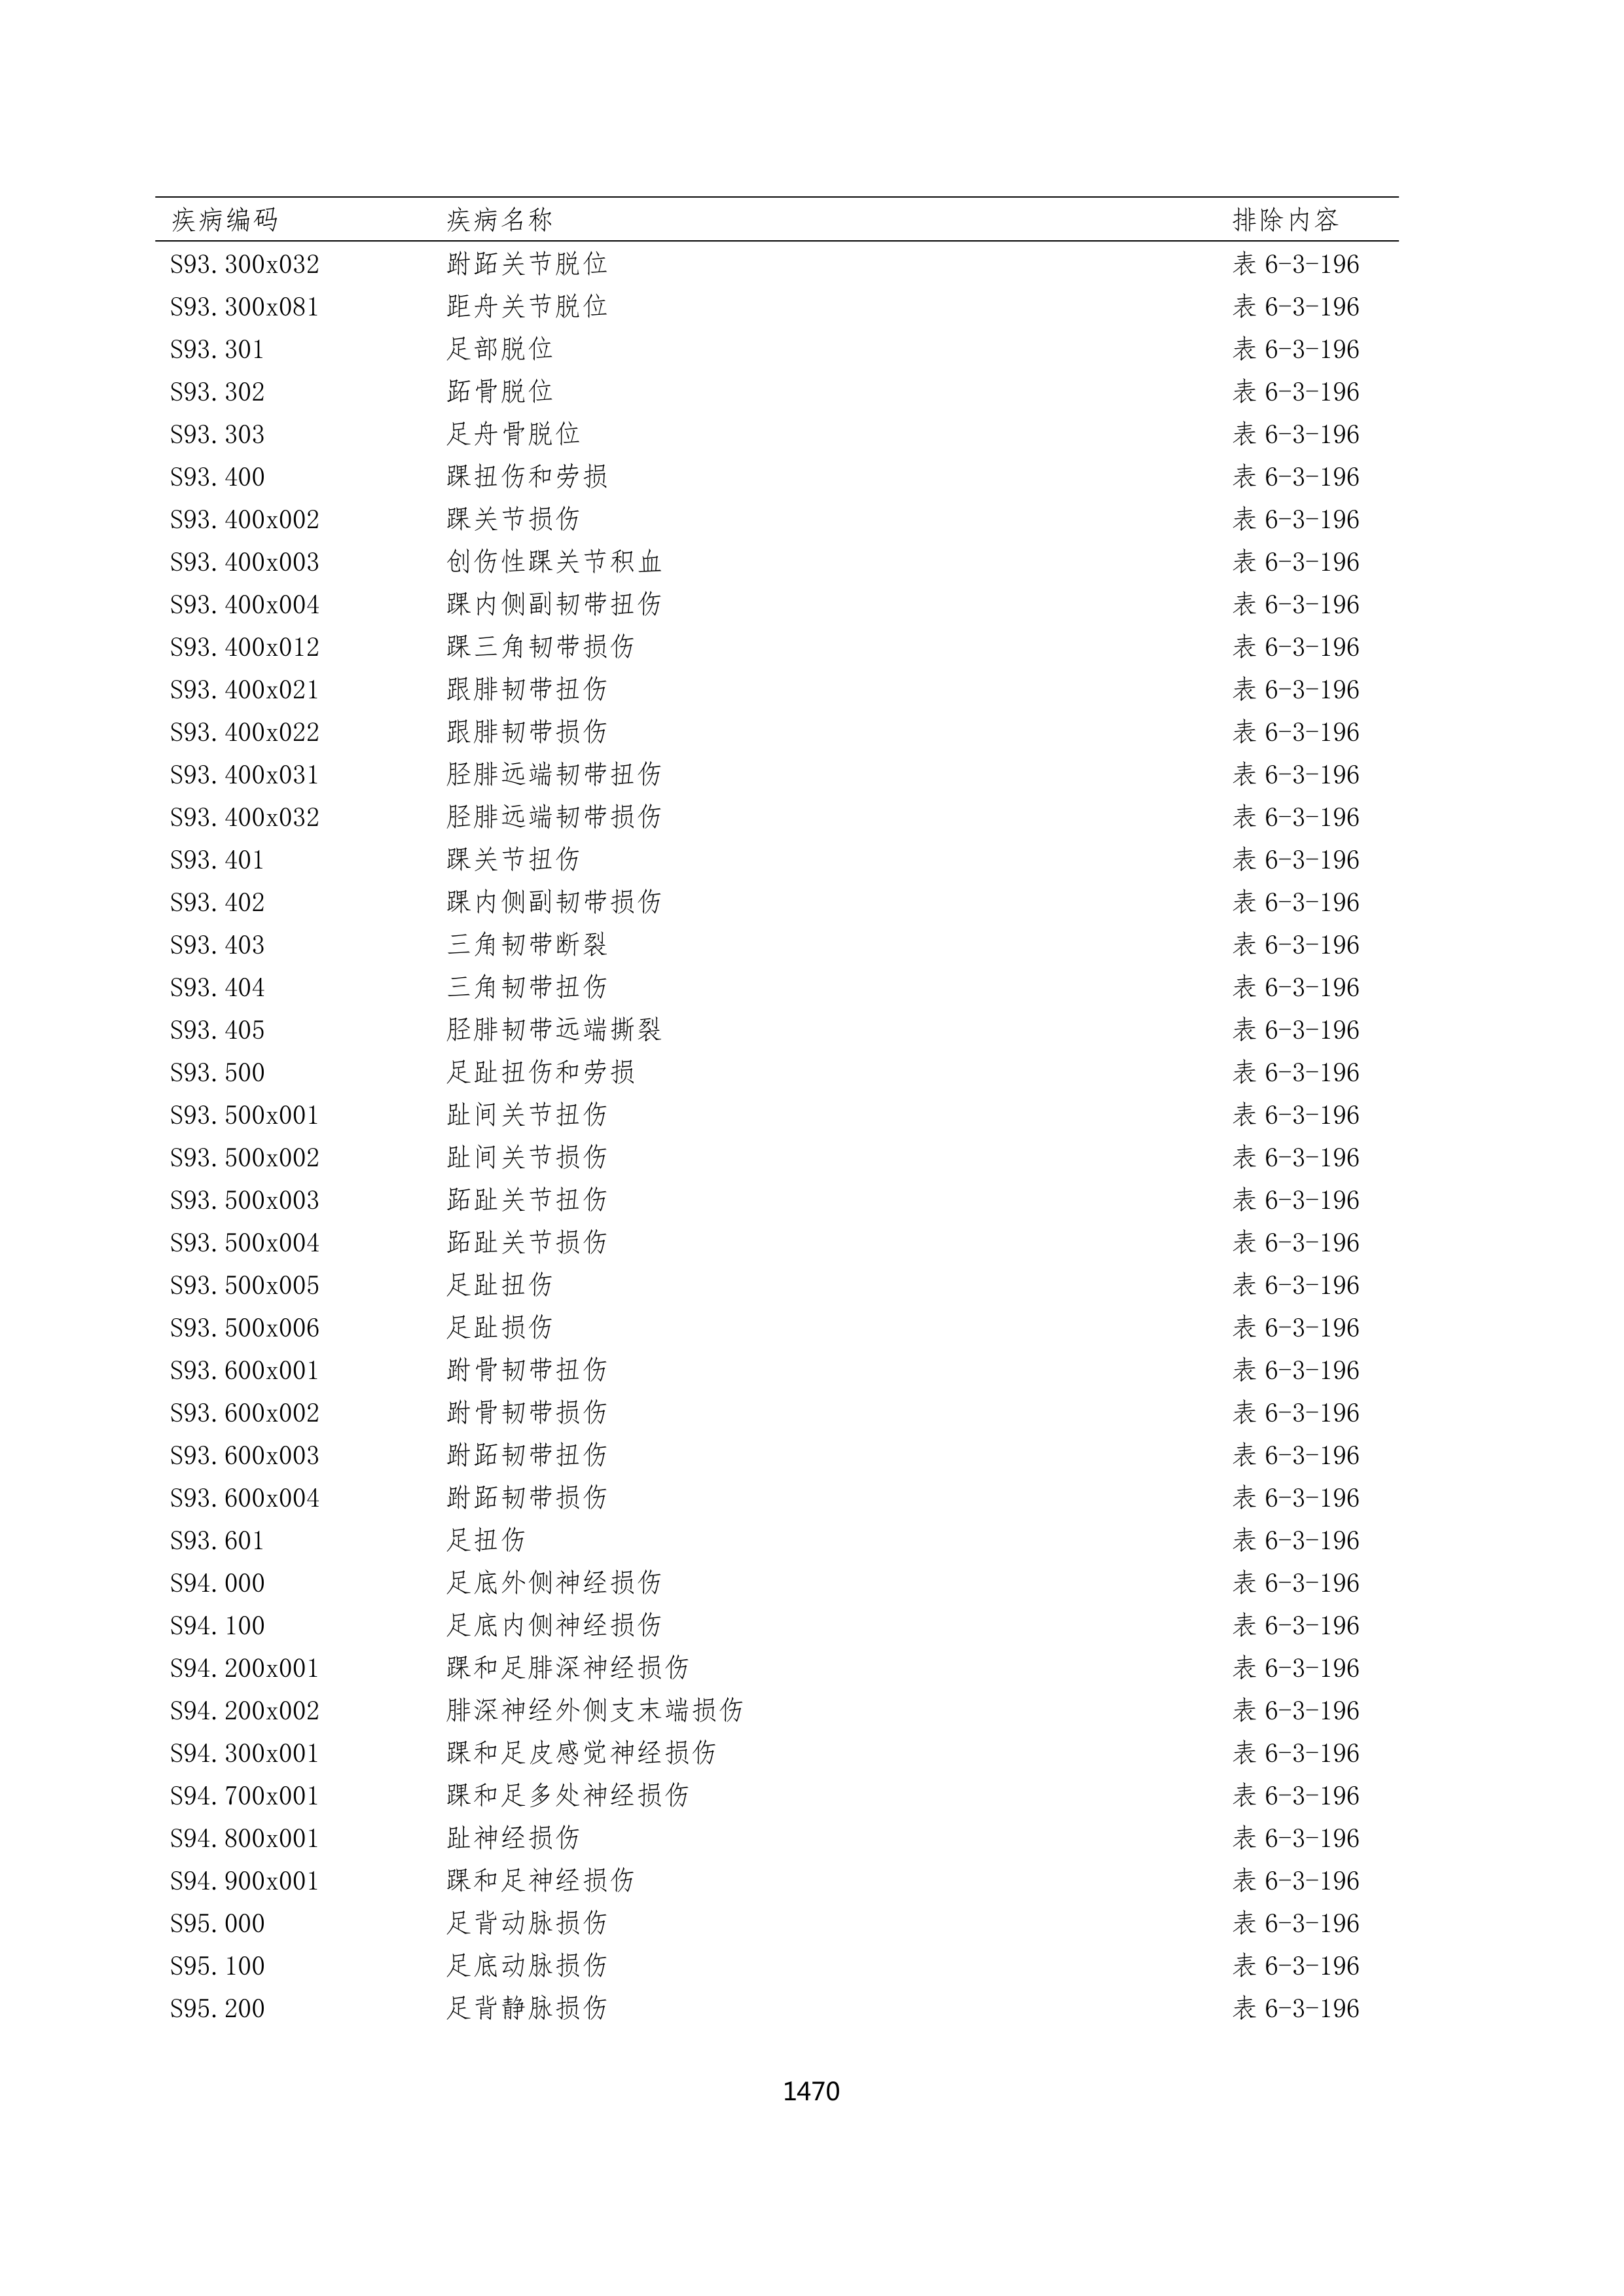 疾病编码 疾病名称 排除内容
S93.300x032 跗跖关节脱位 表 6-3-196
S93.300x081 距舟关节脱位 表 6-3-196
S93.301 足部脱位 表 6-3-196
S93.302 跖骨脱位 表 6-3-196
S93.303 足舟骨脱位 表 6-3-196
S93.400 踝扭伤和劳损 表 6-3-196
S93.400x002 踝关节损伤 表 6-3-196
S93.400x003 创伤性踝关节积血 表 6-3-196
S93.400x004 踝内侧副韧带扭伤 表 6-3-196
S93.400x012 踝三角韧带损伤 表 6-3-196
S93.400x021 跟腓韧带扭伤 表 6-3-196
S93.400x022 跟腓韧带损伤 表 6-3-196
S93.400x031 胫腓远端韧带扭伤 表 6-3-196
S93.400x032 胫腓远端韧带损伤 表 6-3-196
S93.401 踝关节扭伤 表 6-3-196
S93.402 踝内侧副韧带损伤 表 6-3-196
S93.403 三角韧带断裂 表 6-3-196
S93.404 三角韧带扭伤 表 6-3-196
S93.405 胫腓韧带远端撕裂 表 6-3-196
S93.500 足趾扭伤和劳损 表 6-3-196
S93.500x001 趾间关节扭伤 表 6-3-196
S93.500x002 趾间关节损伤 表 6-3-196
S93.500x003 跖趾关节扭伤 表 6-3-196
S93.500x004 跖趾关节损伤 表 6-3-196
S93.500x005 足趾扭伤 表 6-3-196
S93.500x006 足趾损伤 表 6-3-196
S93.600x001 跗骨韧带扭伤 表 6-3-196
S93.600x002 跗骨韧带损伤 表 6-3-196
S93.600x003 跗跖韧带扭伤 表 6-3-196
S93.600x004 跗跖韧带损伤 表 6-3-196
S93.601 足扭伤 表 6-3-196
S94.000 足底外侧神经损伤 表 6-3-196
S94.100 足底内侧神经损伤 表 6-3-196
S94.200x001 踝和足腓深神经损伤 表 6-3-196
S94.200x002 腓深神经外侧支末端损伤 表 6-3-196
S94.300x001 踝和足皮感觉神经损伤 表 6-3-196
S94.700x001 踝和足多处神经损伤 表 6-3-196
S94.800x001 趾神经损伤 表 6-3-196
S94.900x001 踝和足神经损伤 表 6-3-196
S95.000 足背动脉损伤 表 6-3-196
S95.100 足底动脉损伤 表 6-3-196
S95.200 足背静脉损伤 表 6-3-196
1470